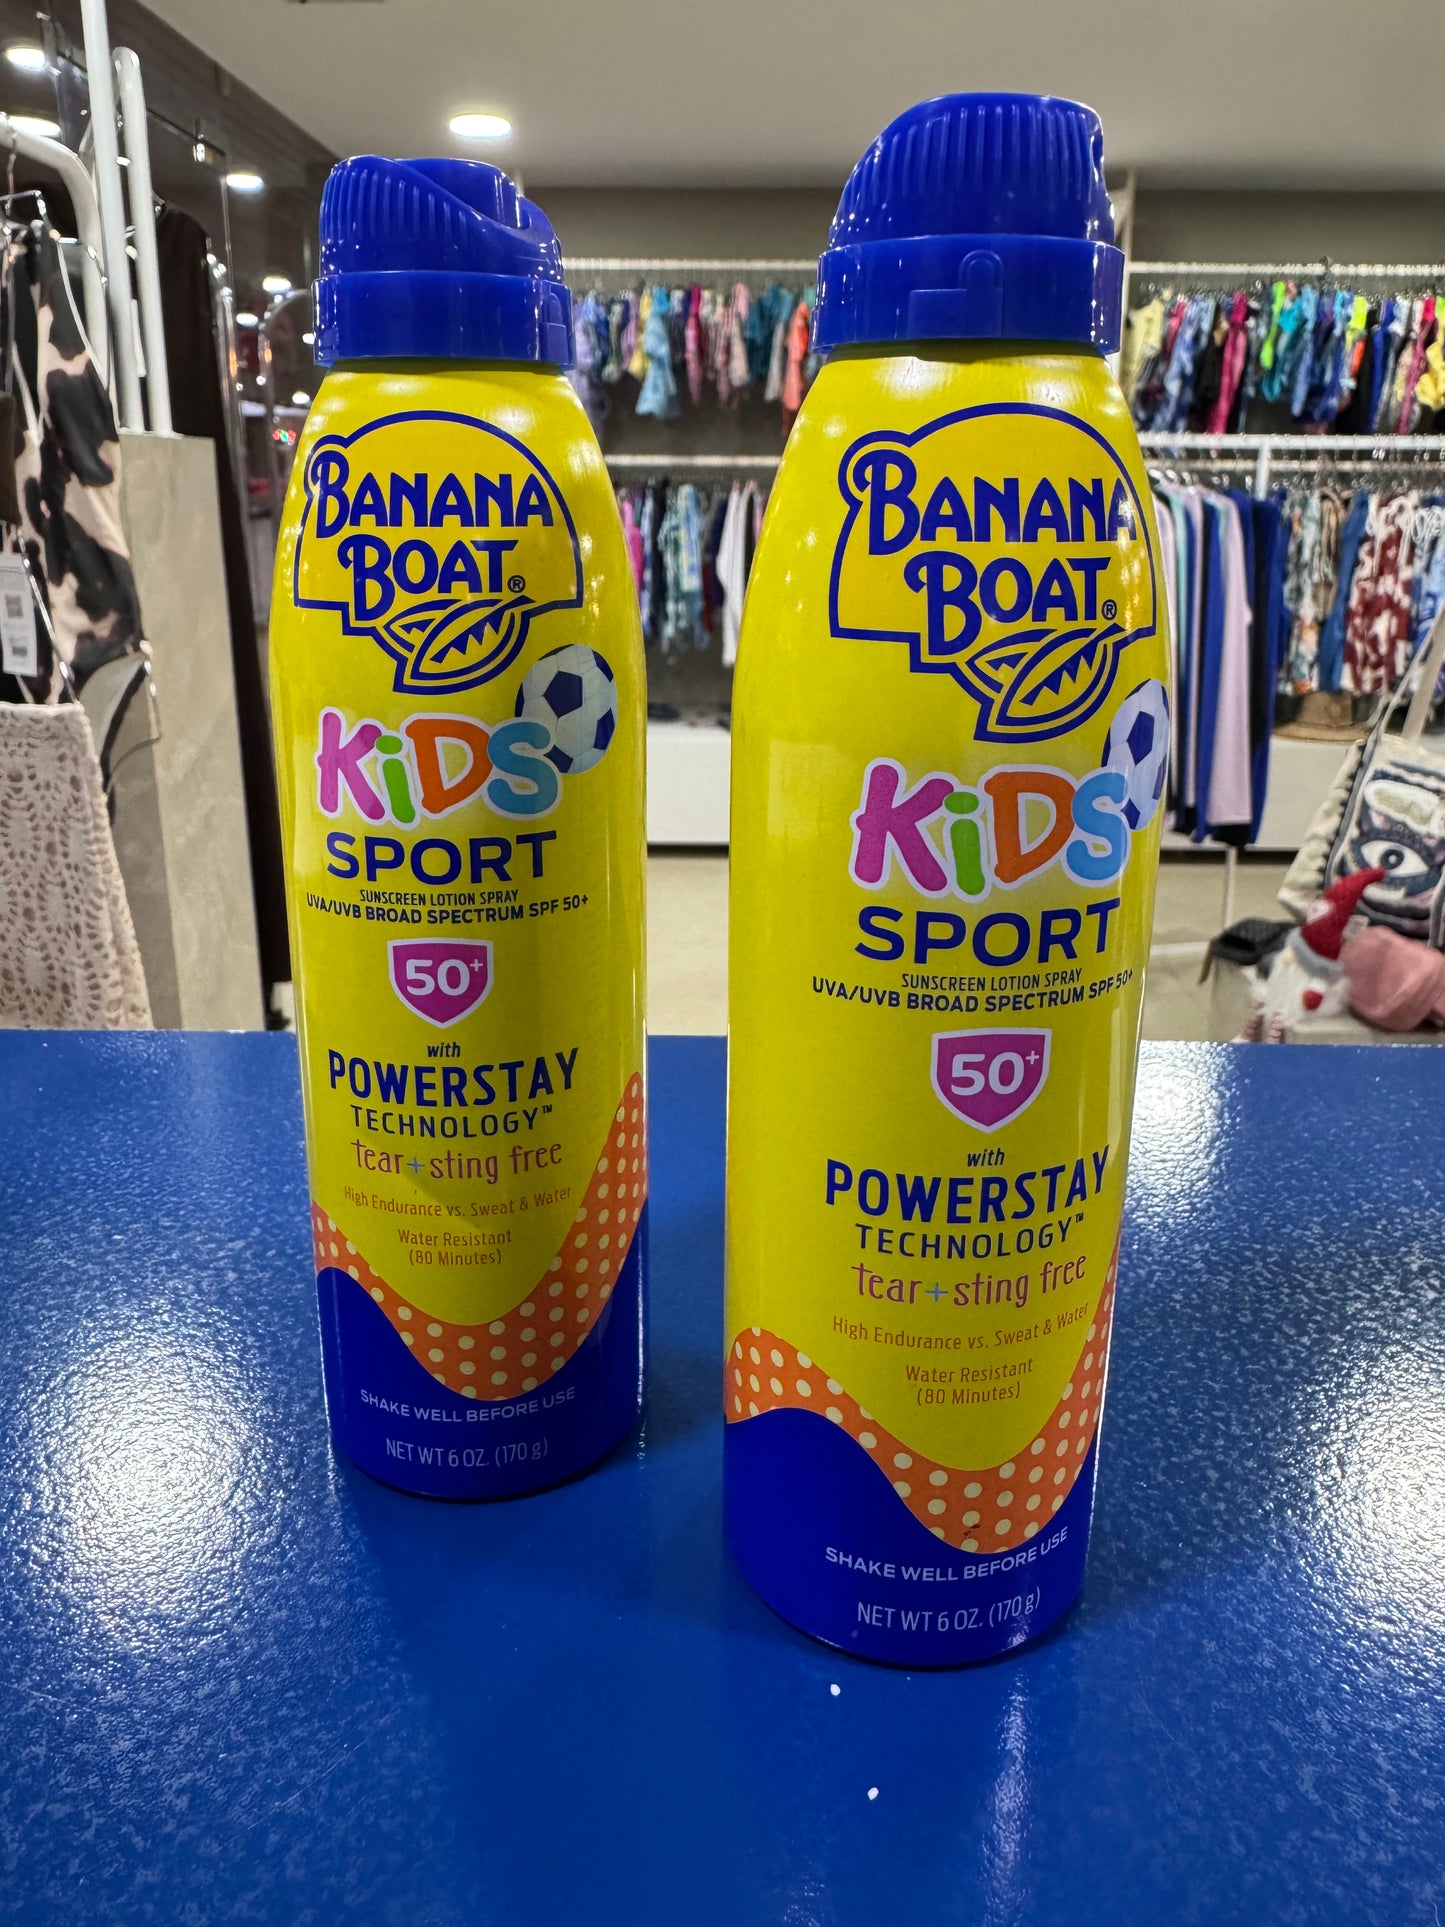 BANANA
BOAT®
KiDS
SPORT
SUNSCREEN LOTION SPRAY
UVA/UVB BROAD SPECTRUM SPF 50+
50+
with
POWERSTAY
TECHNOLOGY™
tear+sting free
High Endurance vs. Sweat & Water
Water Resistant
(80 Minutes)
SHAKE WELL BEFORE USE
NET WT 6 OZ. (170 g)
BANANA
BOAT®
KiDS
SPORT
SUNSCREEN LOTION SPRAY
UVA/UVB BROAD SPECTRUM SPF 50+
50+
with
POWERSTAY
TECHNOLOGY™
tear+sting free
High Endurance vs. Sweat & Water
Water Resistant
(80 Minutes)
SHAKE WELL BEFORE USE
NET WT 6 OZ. (170 g)